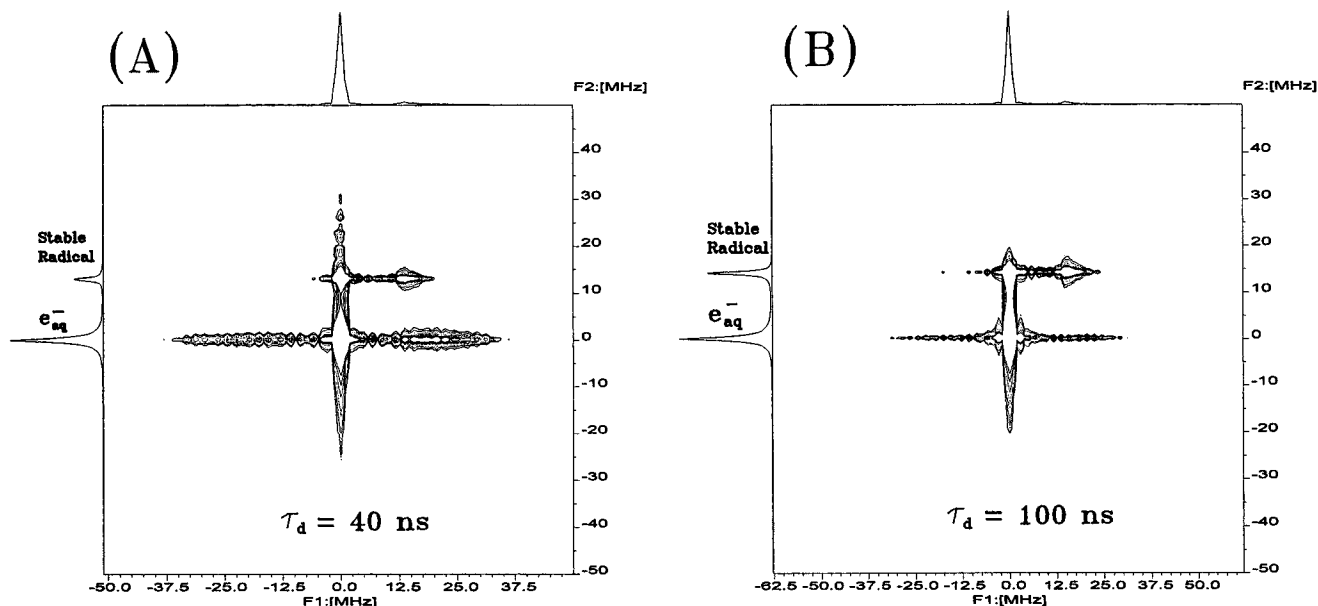 (A)
F2:[MHz]
40
30
20
10
0
-10
-20
-30
-40
-50
Stable
Radical
e⁻aq
τd = 40 ns
-50.0 -37.5 -25.0 -12.5 0.0 12.5 25.0 37.5
F1:[MHz]
(B)
F2:[MHz]
40
30
20
10
0
-10
-20
-30
-40
-50
Stable
Radical
e⁻aq
τd = 100 ns
-62.5 -50.0 -37.5 -25.0 -12.5 0.0 12.5 25.0 37.5 50.0
F1:[MHz]